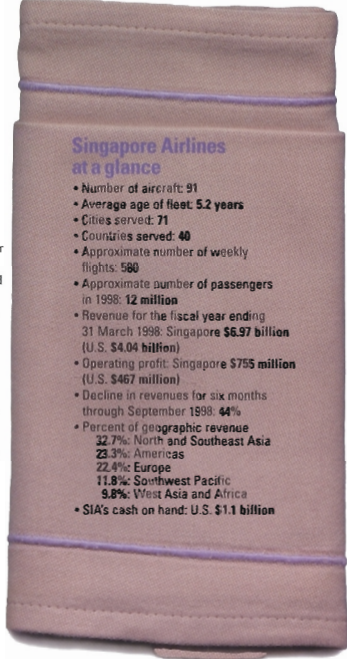 Singapore Airlines
at a glance
• Number of aircraft: 91
• Average age of fleet: 5.2 years
• Cities served: 71
• Countries served: 40
• Approximate number of weekly
flights: 580
• Approximate number of passengers
in 1998: 12 million
• Revenue for the fiscal year ending
31 March 1998: Singapore $6.97 billion
(U.S. $4.04 billion)
• Operating profit: Singapore $755 million
(U.S. $467 million)
• Decline in revenues for six months
through September 1998: 44%
• Percent of geographic revenue
32.7%: North and Southeast Asia
23.3%: Americas
22.4%: Europe
11.8%: Southwest Pacific
9.8%: West Asia and Africa
• SIA's cash on hand: U.S. $1.1 billion